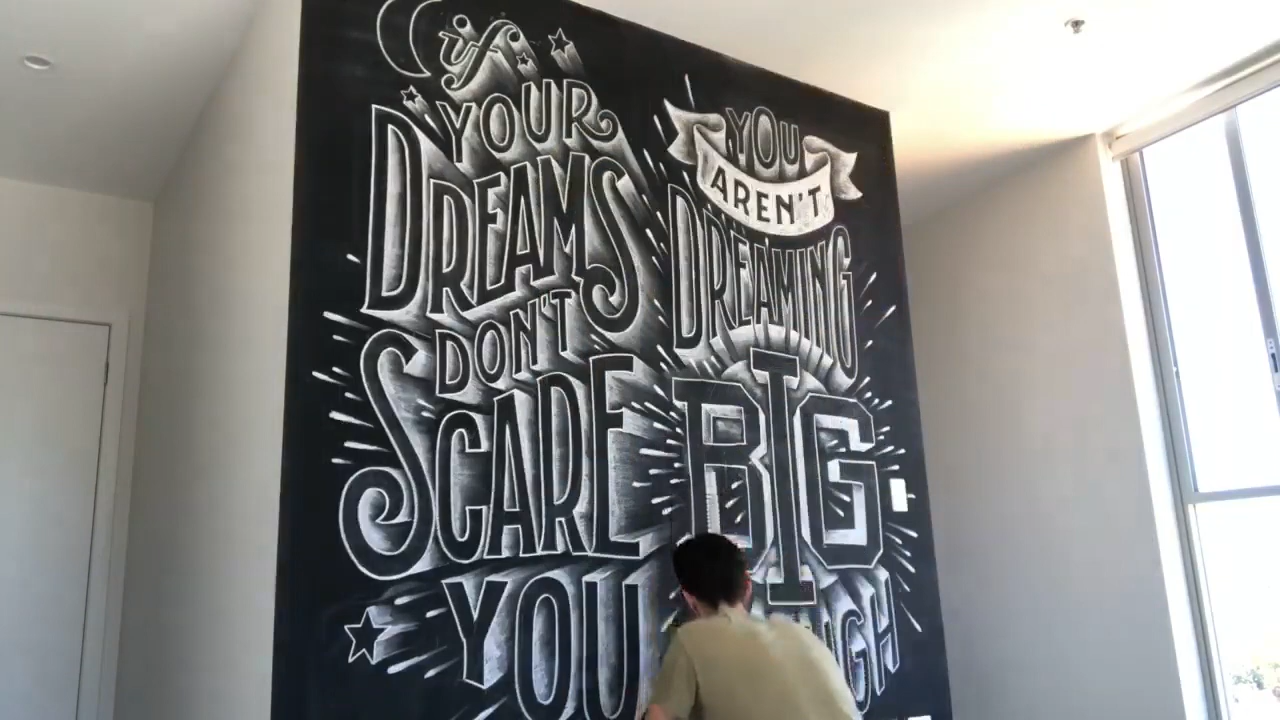 if
YOUR
DREAMS
DON'T
SCARE
YOU
YOU
AREN'T
DREAMING
BIG